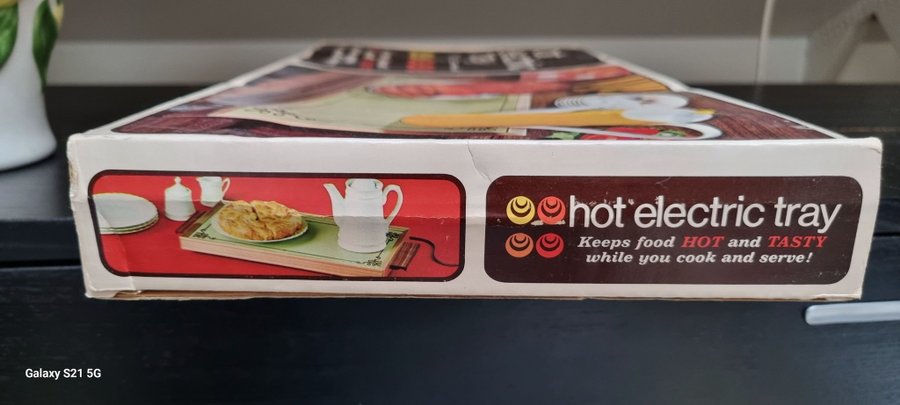 hot electric tray
Keeps food HOT and TASTY
while you cook and serve!
Galaxy S21 5G